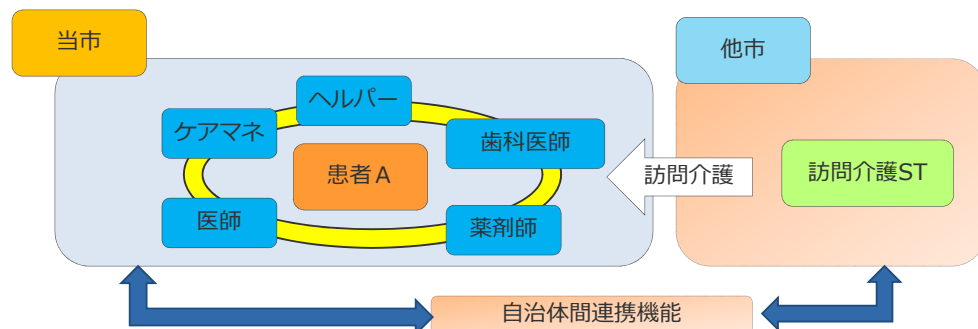 当市
他市
ヘルパー
ケアマネ
歯科医師
患者A
訪問介護
訪問介護ST
医師
薬剤師
自治体間連携機能